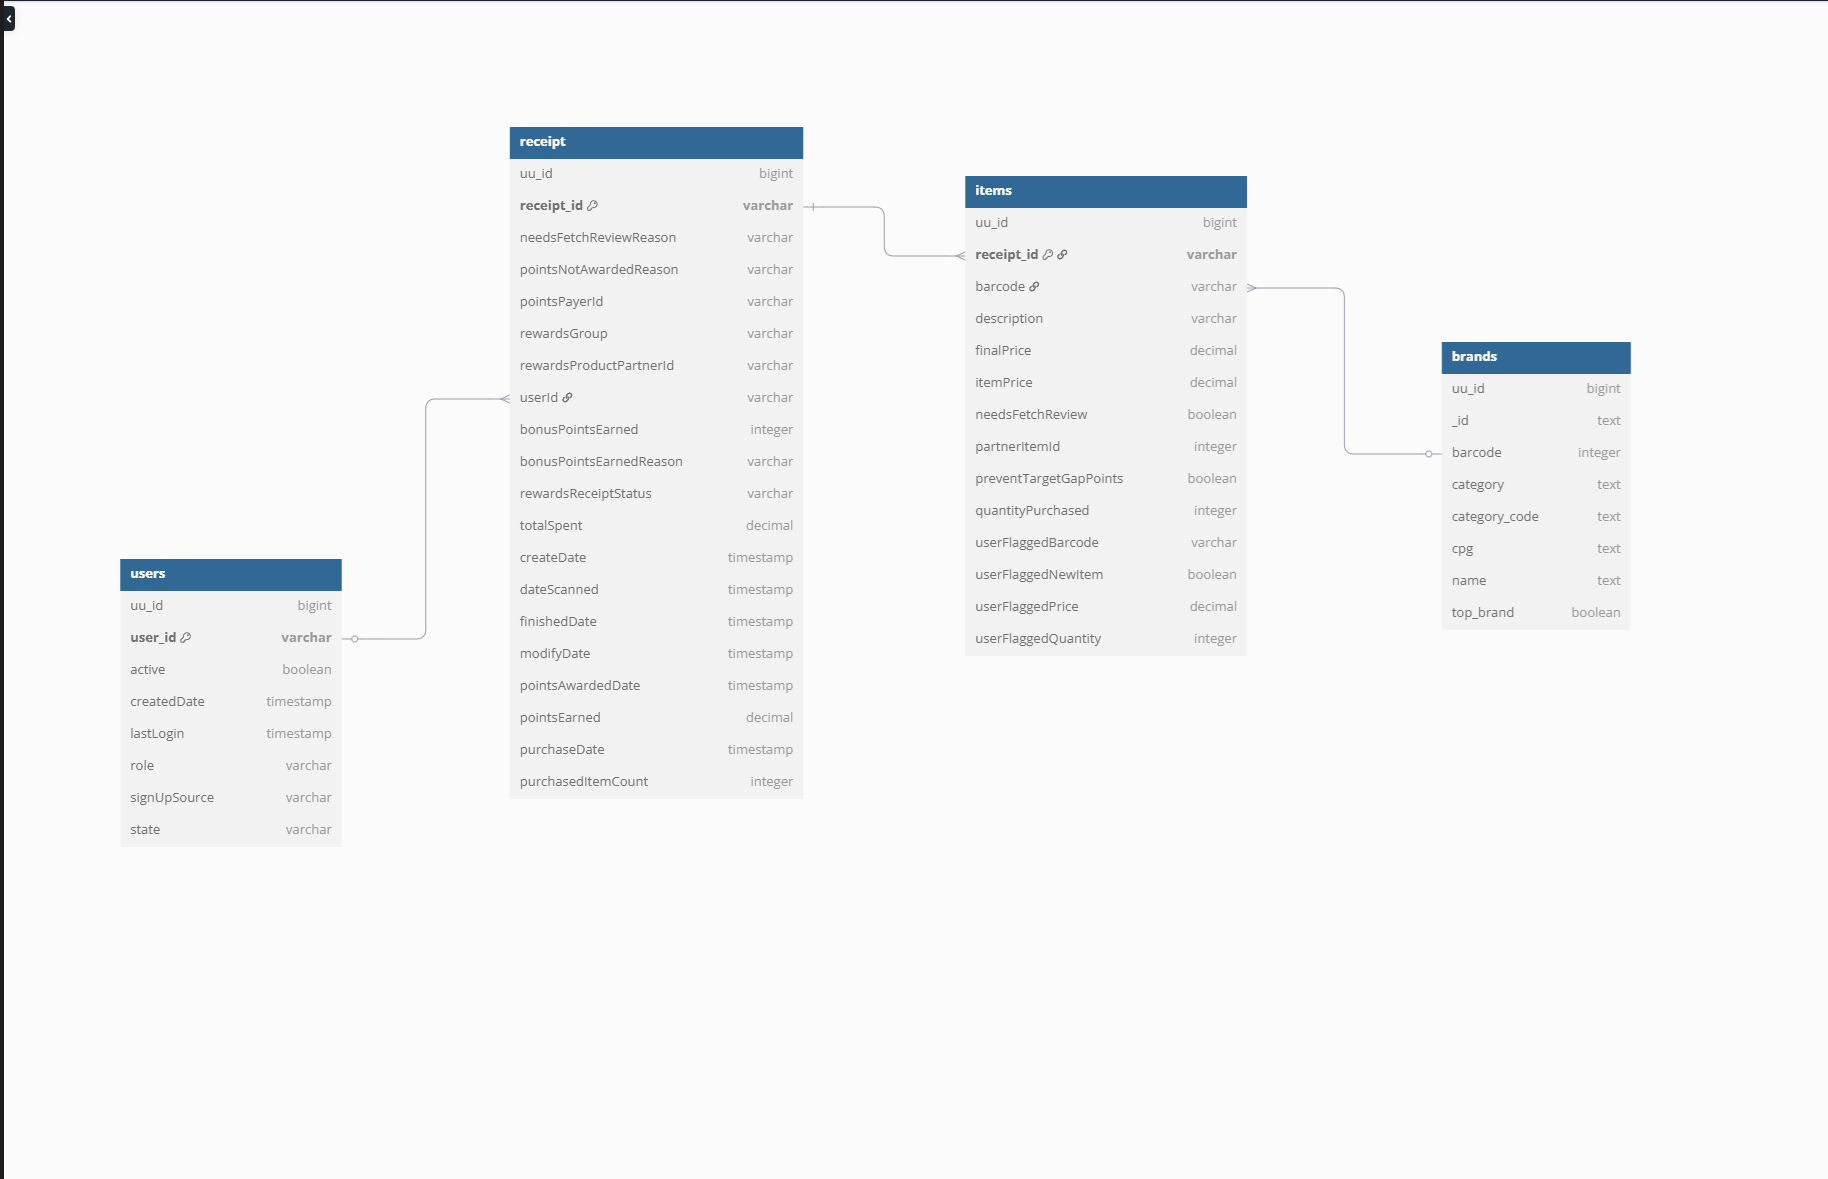 receipt
uu_id bigint
receipt_id varchar
needsFetchReviewReason varchar
pointsNotAwardedReason varchar
pointsPayerId varchar
rewardsGroup varchar
rewardsProductPartnerId varchar
userId varchar
bonusPointsEarned integer
bonusPointsEarnedReason varchar
rewardsReceiptStatus varchar
totalSpent decimal
createDate timestamp
dateScanned timestamp
finishedDate timestamp
modifyDate timestamp
pointsAwardedDate timestamp
pointsEarned decimal
purchaseDate timestamp
purchasedItemCount integer
items
uu_id bigint
receipt_id varchar
barcode varchar
description varchar
finalPrice decimal
itemPrice decimal
needsFetchReview boolean
partnerItemId integer
preventTargetGapPoints boolean
quantityPurchased integer
userFlaggedBarcode varchar
userFlaggedNewItem boolean
userFlaggedPrice decimal
userFlaggedQuantity integer
brands
uu_id bigint
_id text
barcode integer
category text
category_code text
cpg text
name text
top_brand boolean
users
uu_id bigint
user_id varchar
active boolean
createdDate timestamp
lastLogin timestamp
role varchar
signUpSource varchar
state varchar